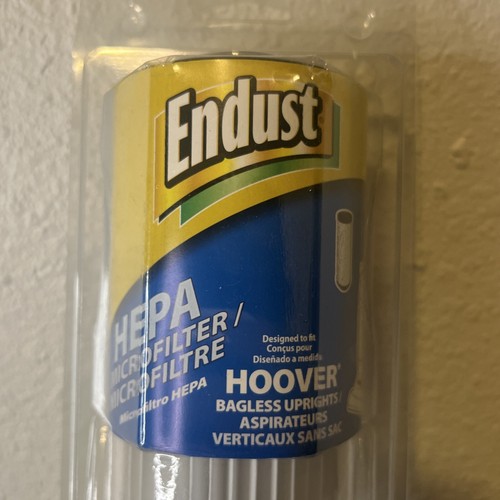 Endust
HEPA
MICROFILTER /
MICROFILTRE
Microfiltro HEPA
Designed to fit
Conçus pour
Diseñado a medida
HOOVER
BAGLESS UPRIGHTS /
ASPIRATEURS
VERTICAUX SANS SAC